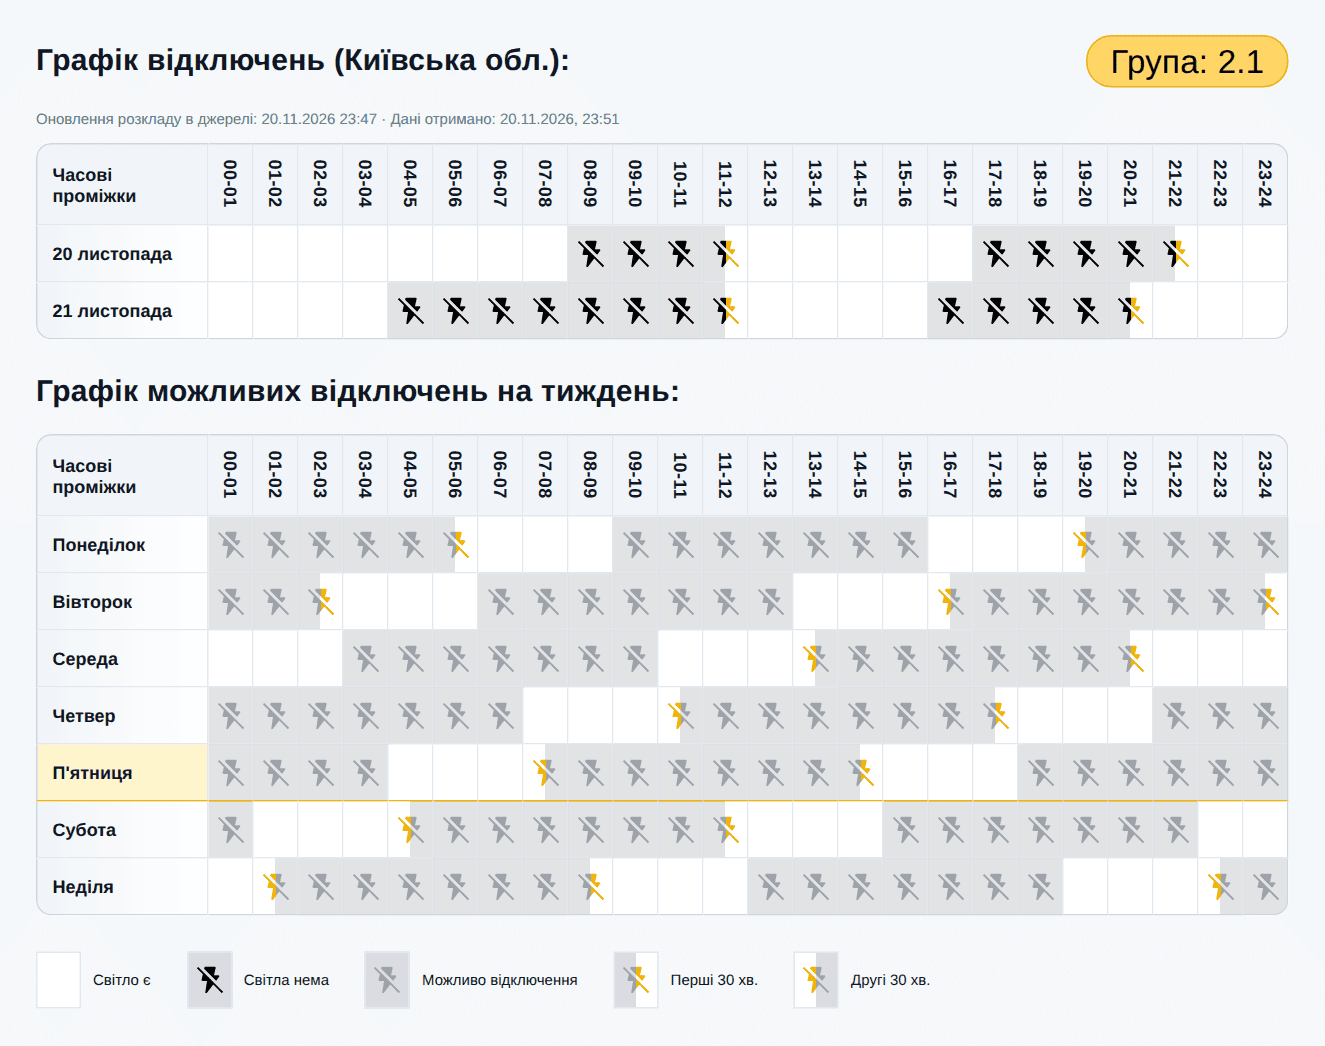 Графік відключень (Київська обл.):
Група: 2.1
Оновлення розкладу в джерелі: 20.11.2026 23:47 · Дані отримано: 20.11.2026, 23:51
Часові проміжки 00-01 01-02 02-03 03-04 04-05 05-06 06-07 07-08 08-09 09-10 10-11 11-12 12-13 13-14 14-15 15-16 16-17 17-18 18-19 19-20 20-21 21-22 22-23 23-24
20 листопада
21 листопада
Графік можливих відключень на тиждень:
Часові проміжки 00-01 01-02 02-03 03-04 04-05 05-06 06-07 07-08 08-09 09-10 10-11 11-12 12-13 13-14 14-15 15-16 16-17 17-18 18-19 19-20 20-21 21-22 22-23 23-24
Понеділок
Вівторок
Середа
Четвер
П'ятниця
Субота
Неділя
Світло є Світла нема Можливо відключення Перші 30 хв. Другі 30 хв.